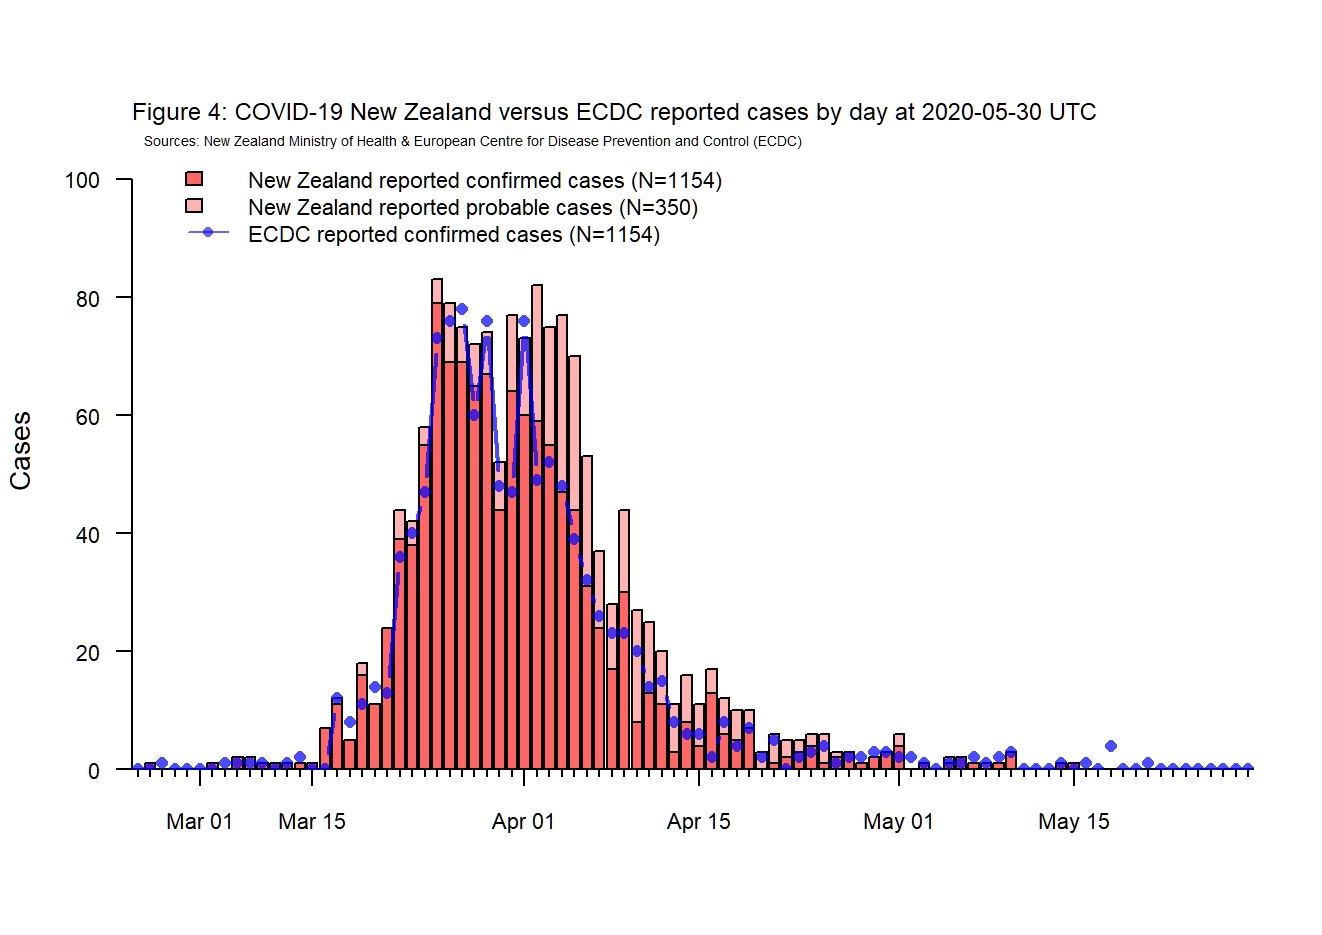 Figure 4: COVID-19 New Zealand versus ECDC reported cases by day at 2020-05-30 UTC
Sources: New Zealand Ministry of Health & European Centre for Disease Prevention and Control (ECDC)
New Zealand reported confirmed cases (N=1154)
New Zealand reported probable cases (N=350)
ECDC reported confirmed cases (N=1154)
Cases
100
80
60
40
20
0
Mar 01 Mar 15 Apr 01 Apr 15 May 01 May 15